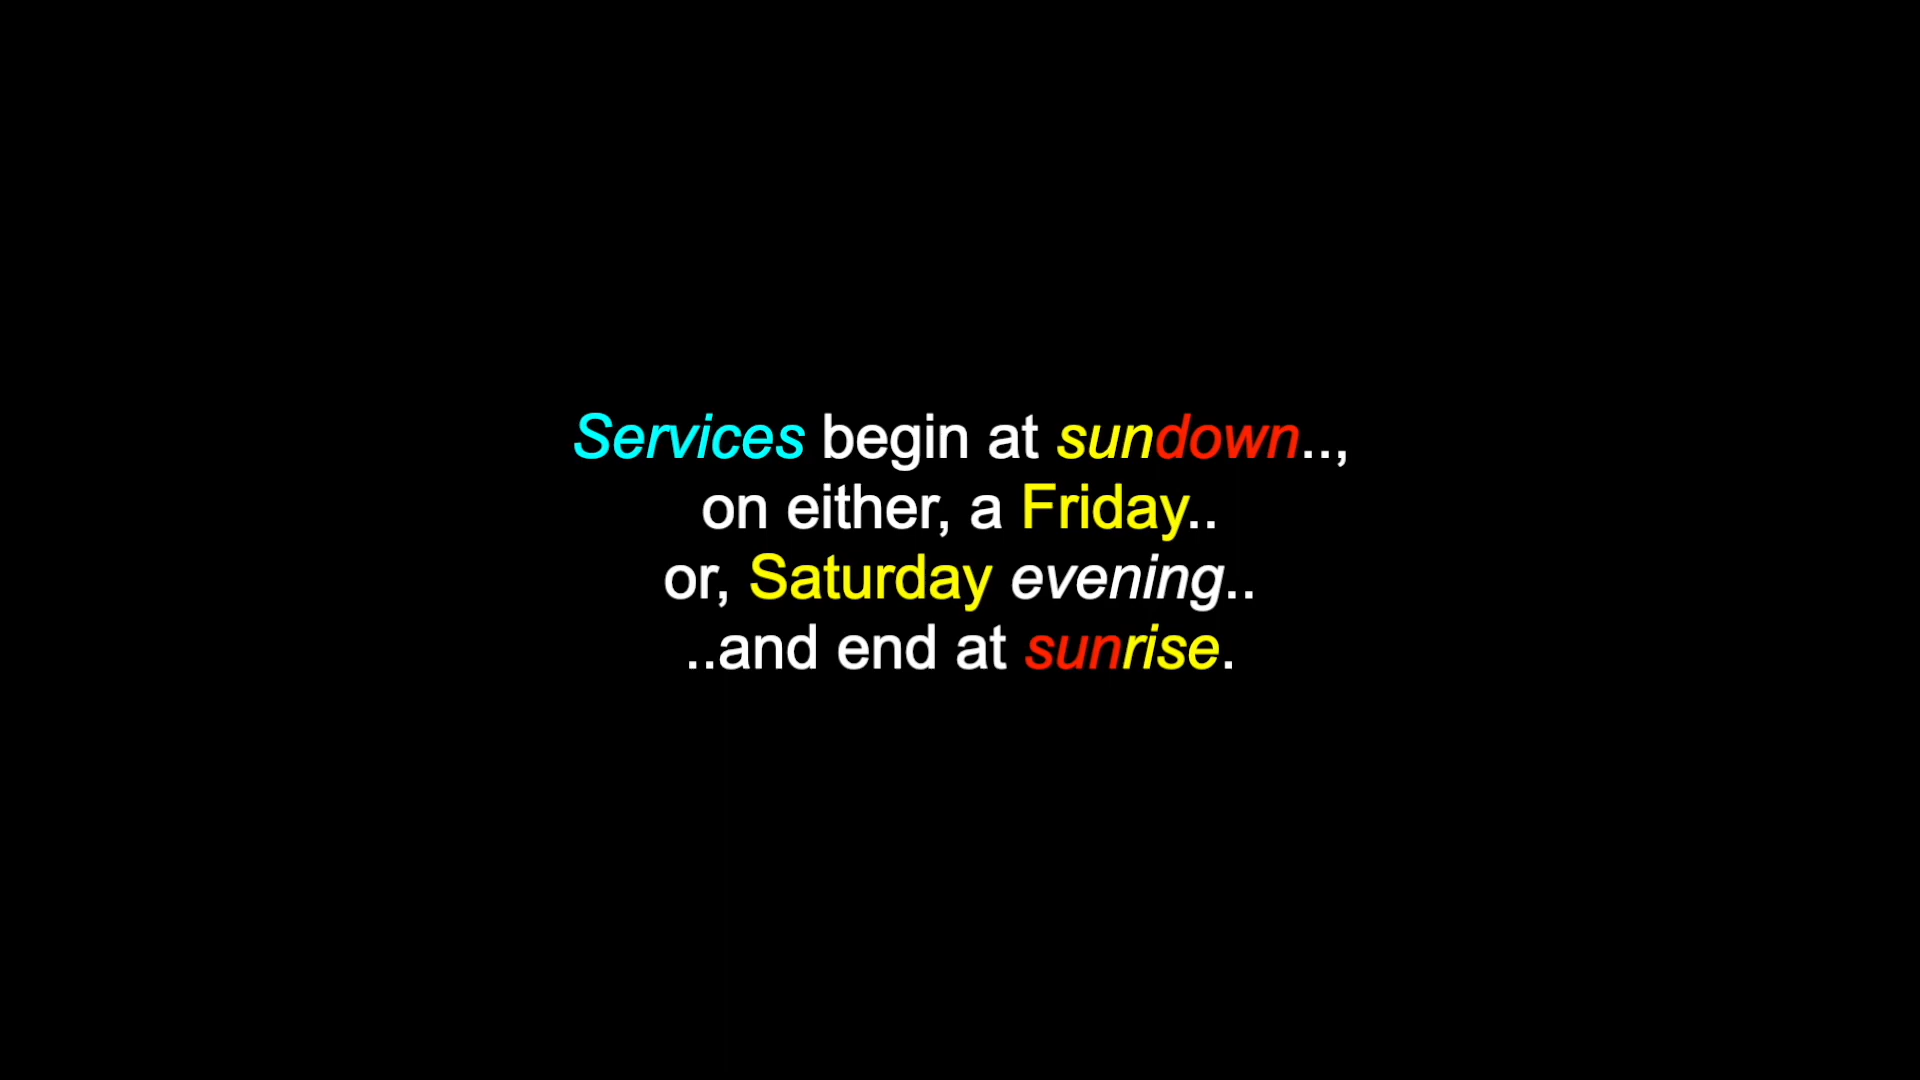 Services begin at sundown..,
on either, a Friday..
or, Saturday evening..
..and end at sunrise.